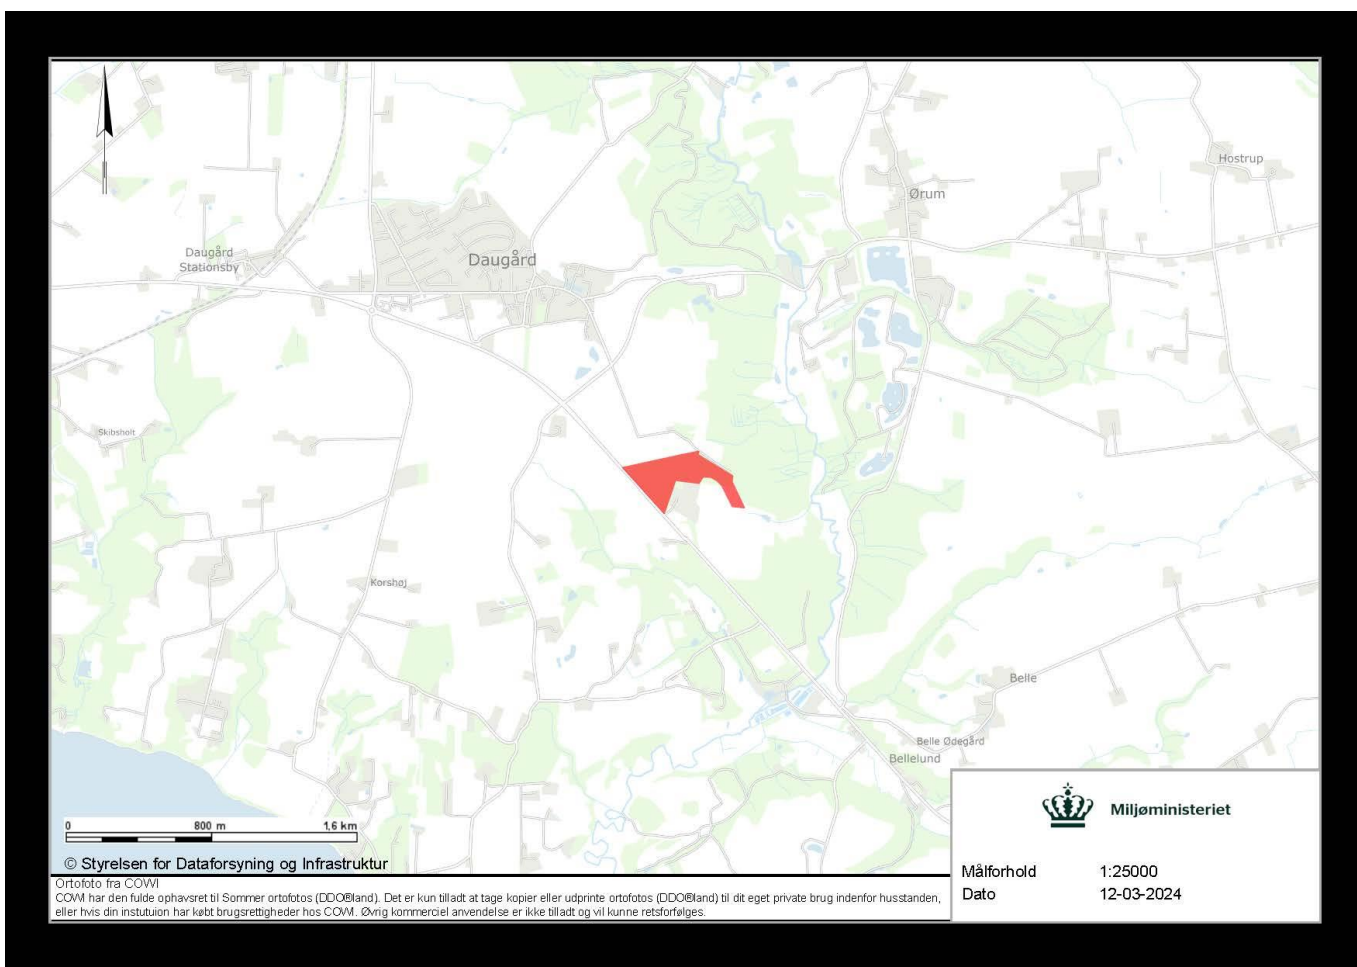 Hostrup
Ørum
Daugård
Stationsby
Daugård
Skibsholt
Korshøj
Belle
Belle Ødegård
Bellelund
0 800 m 1,6 km
© Styrelsen for Dataforsyning og Infrastruktur
Miljøministeriet
Målforhold 1:25000
Dato 12-03-2024
Ortofoto fra COWI
COWI har den fulde ophavsret til Sommer ortofotos (DDO®land). Det er kun tilladt at tage kopier eller udprinte ortofotos (DDO®land) til dit eget private brug indenfor husstanden,
eller hvis din instutuion har købt brugsrettigheder hos COWI. Øvrig kommerciel anvendelse er ikke tilladt og vil kunne retsforfølges.